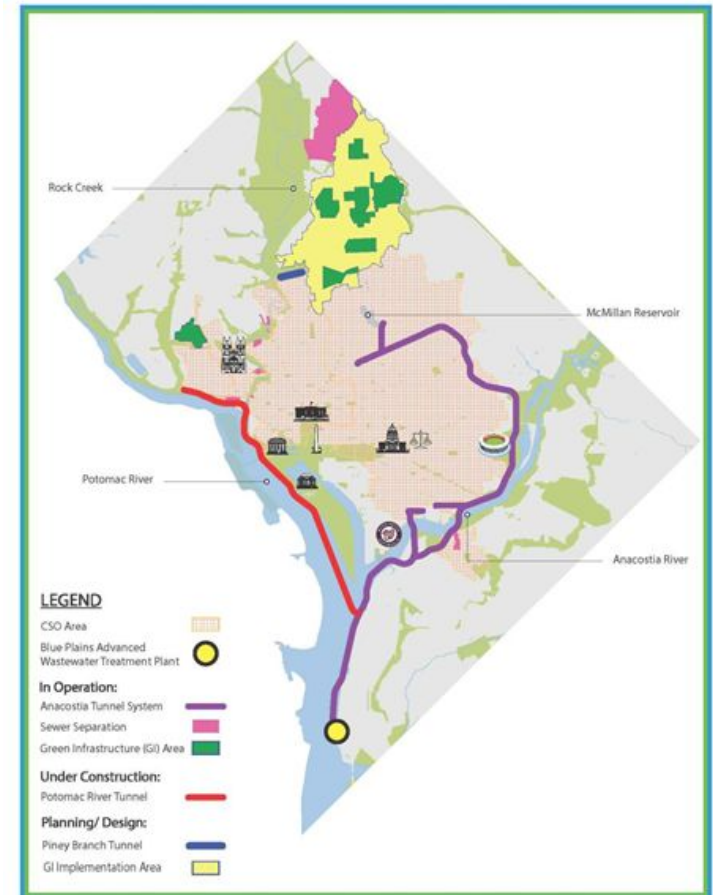 Rock Creek
McMillan Reservoir
Potomac River
Anacostia River
LEGEND
CSO Area
Blue Plains Advanced
Wastewater Treatment Plant
In Operation:
Anacostia Tunnel System
Sewer Separation
Green Infrastructure (GI) Area
Under Construction:
Potomac River Tunnel
Planning/ Design:
Piney Branch Tunnel
GI Implementation Area